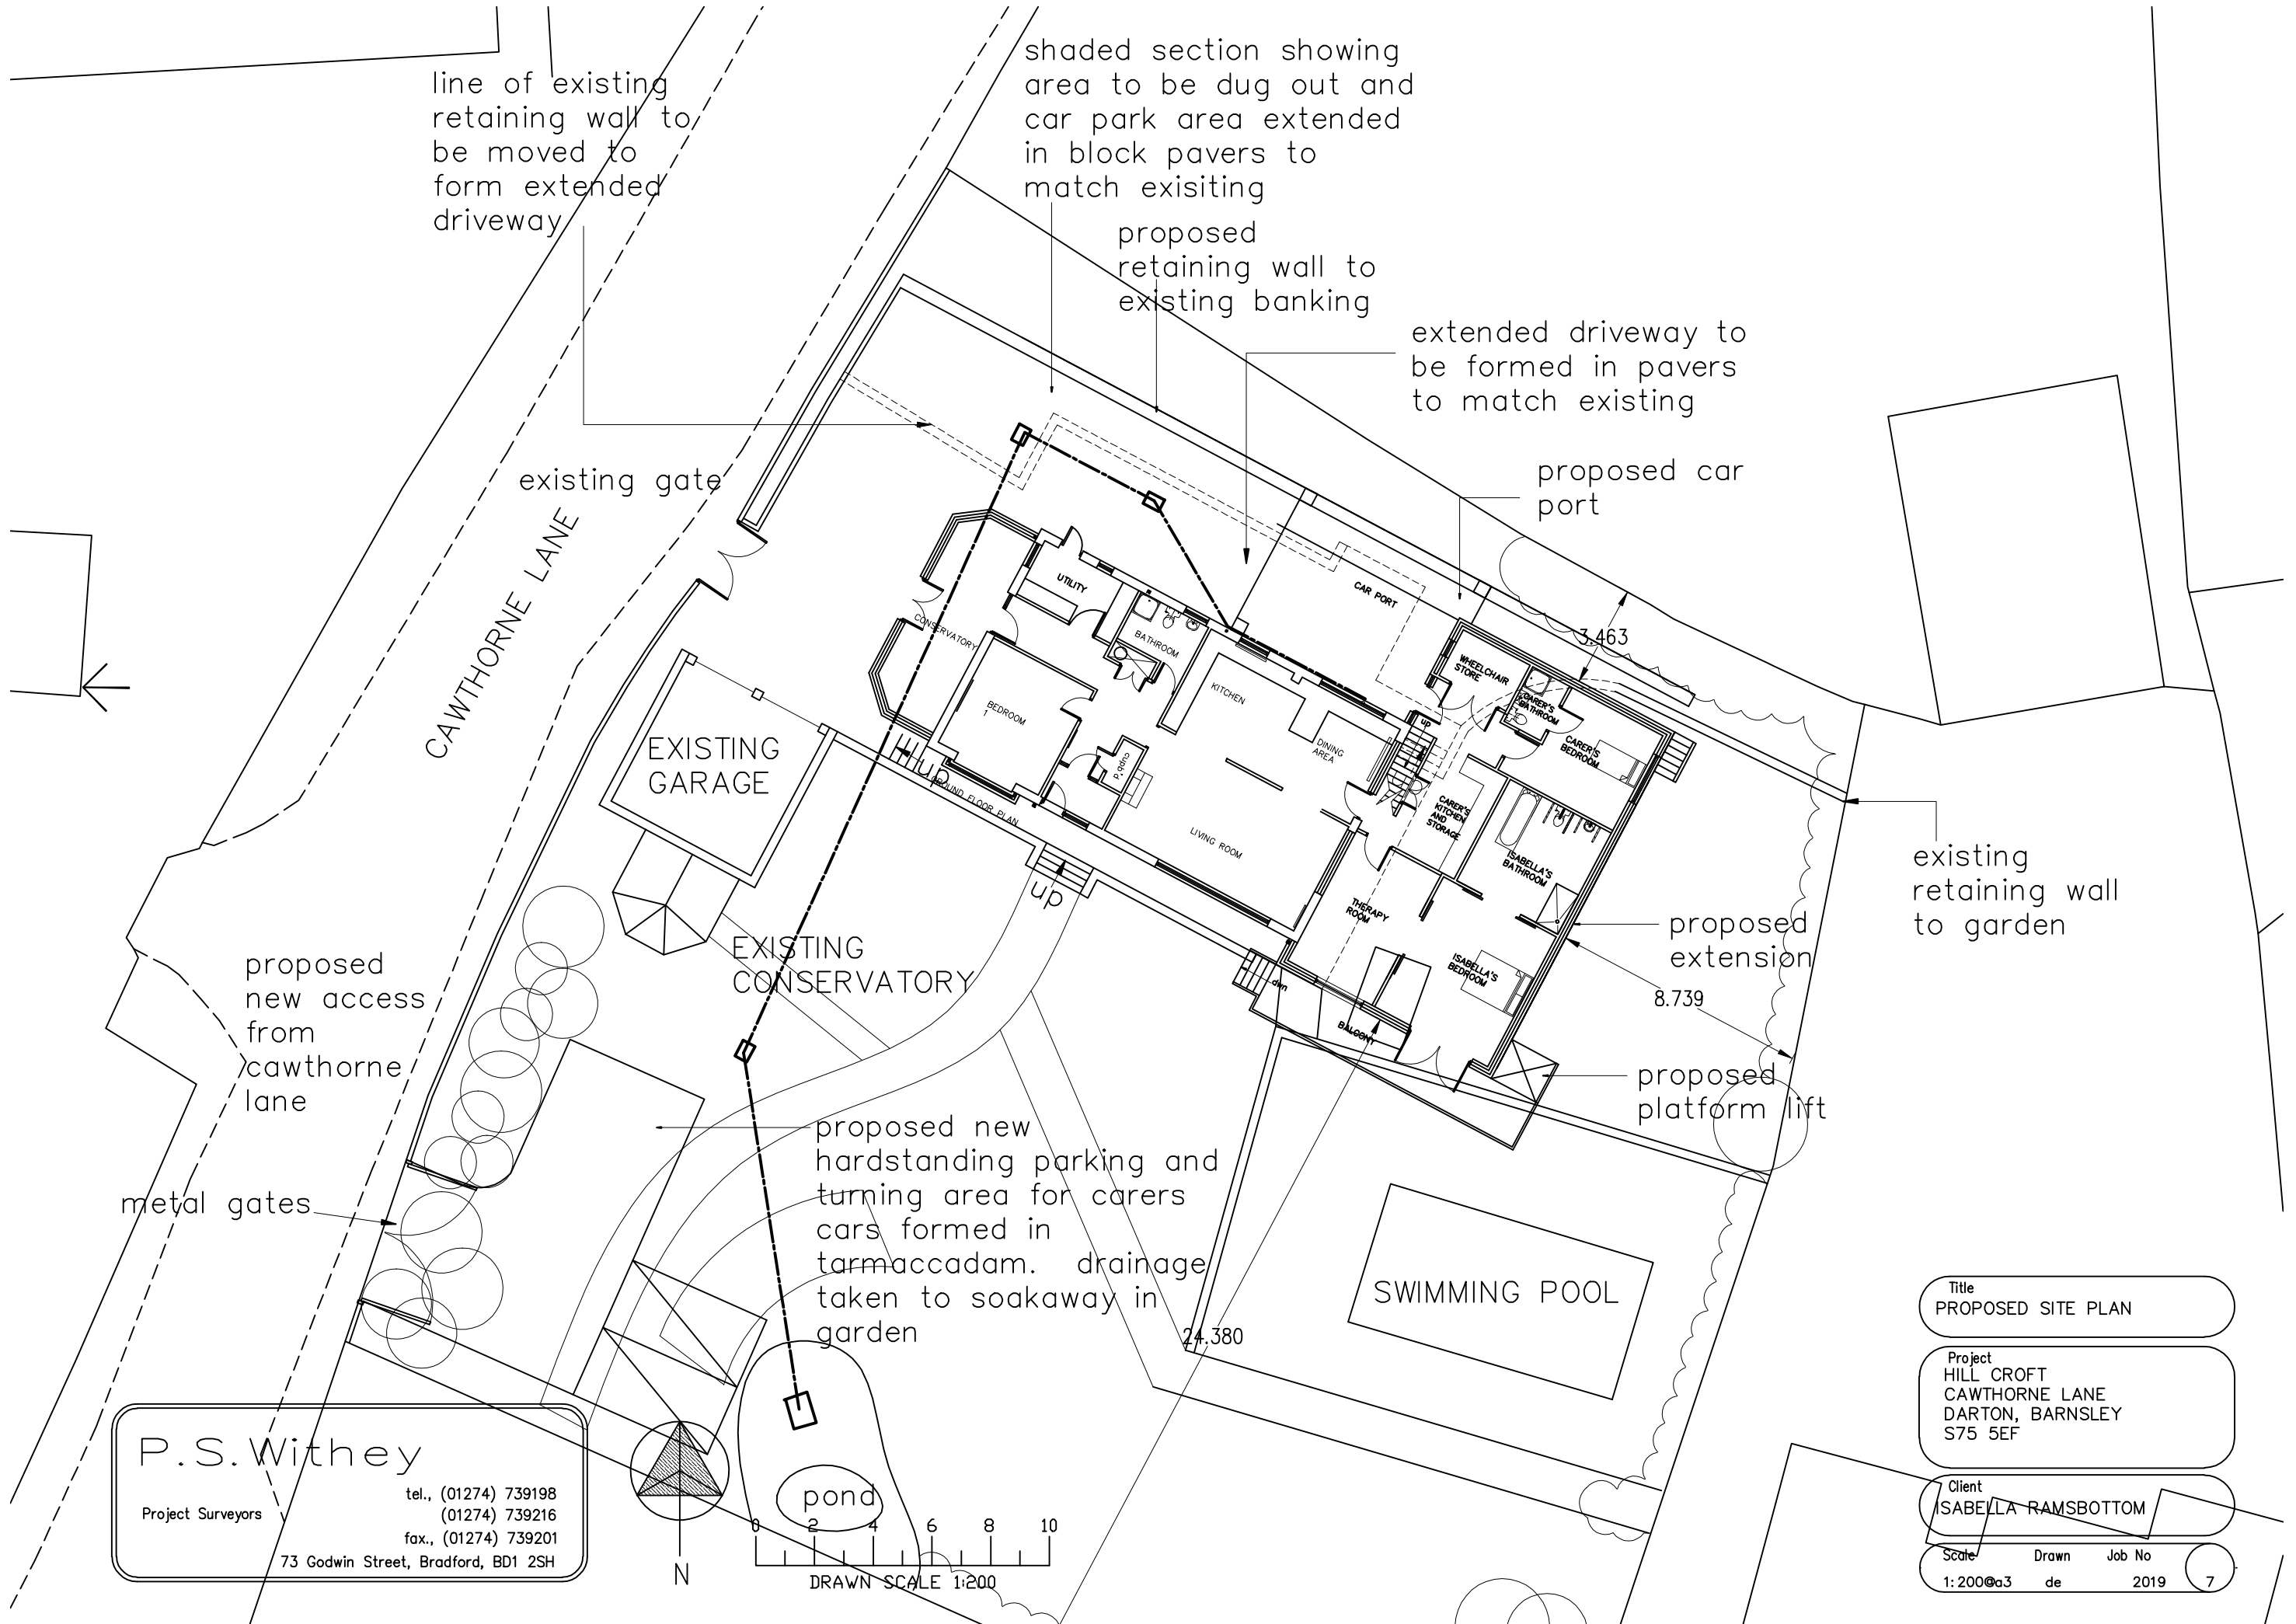 line of existing
retaining wall to
be moved to
form extended
driveway
shaded section showing
area to be dug out and
car park area extended
in block pavers to
match exisiting
proposed
retaining wall to
existing banking
extended driveway to
be formed in pavers
to match existing
proposed car
port
existing gate
CAWTHORNE LANE
UTILITY
CONSERVATORY
BATHROOM
BEDROOM
1
KITCHEN
CAR PORT
3.463
WHEELCHAIR
STORE
CARER'S
BATHROOM
CARER'S
BEDROOM
up
DINING
AREA
cupb'd
LIVING ROOM
CARER'S
KITCHEN
AND
STORAGE
ISABELLA'S
BATHROOM
THERAPY
ROOM
ISABELLA'S
BEDROOM
BALCONY
dwn
EXISTING
GARAGE
up
GROUND FLOOR PLAN
up
EXISTING
CONSERVATORY
existing
retaining wall
to garden
proposed
extension
8.739
proposed
platform lift
proposed
new access
from
cawthorne
lane
metal gates
proposed new
hardstanding parking and
turning area for carers
cars formed in
tarmaccadam. drainage
taken to soakaway in
garden
24.380
SWIMMING POOL
pond
N
0 2 4 6 8 10
DRAWN SCALE 1:200
P.S.Withey
Project Surveyors
tel., (01274) 739198
(01274) 739216
fax., (01274) 739201
73 Godwin Street, Bradford, BD1 2SH
Title
PROPOSED SITE PLAN
Project
HILL CROFT
CAWTHORNE LANE
DARTON, BARNSLEY
S75 5EF
Client
ISABELLA RAMSBOTTOM
Scale Drawn Job No
1:200@a3 de 2019 7